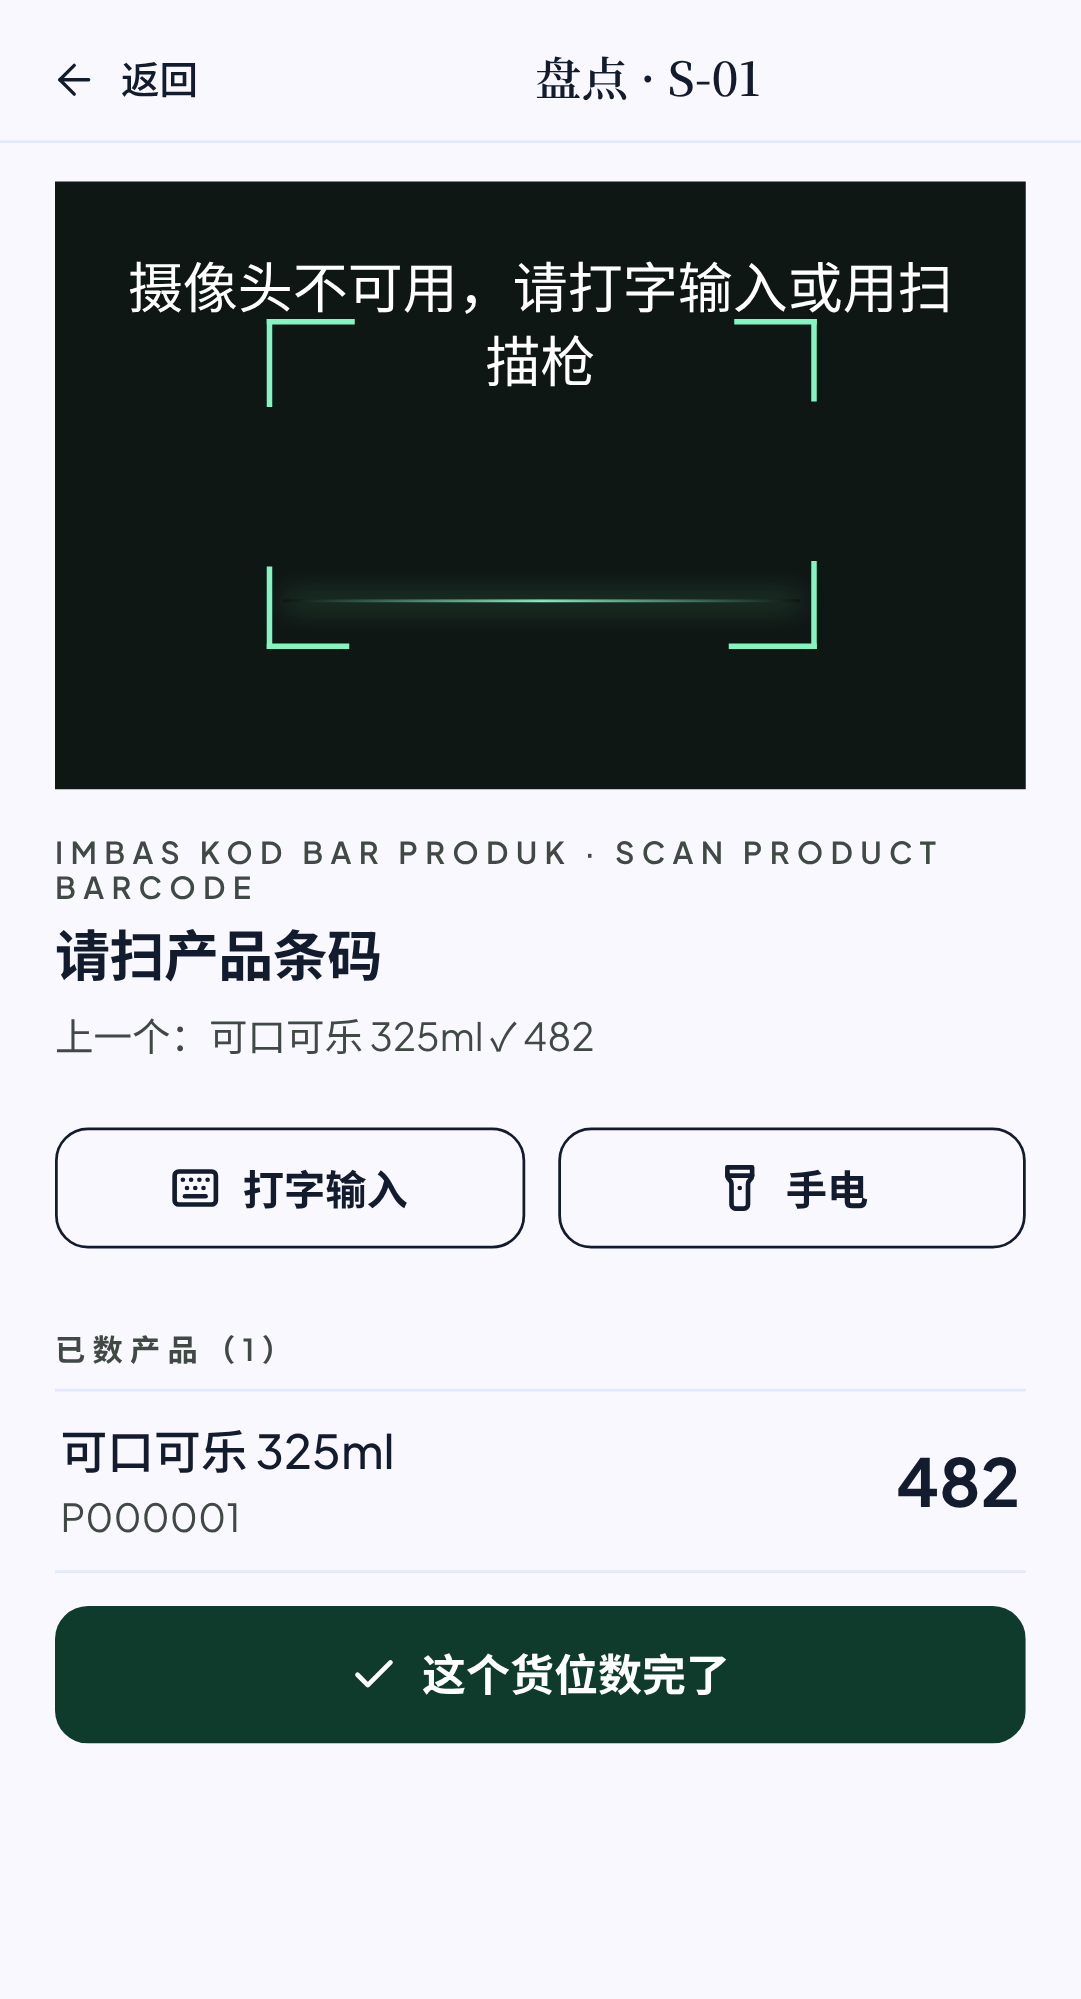 返回
盘点 · S-01
摄像头不可用，请打字输入或用扫
描枪
IMBAS KOD BAR PRODUK · SCAN PRODUCT
BARCODE
请扫产品条码
上一个：可口可乐 325ml ✓ 482
打字输入
手电
已数产品（1）
可口可乐 325ml
482
P000001
这个货位数完了